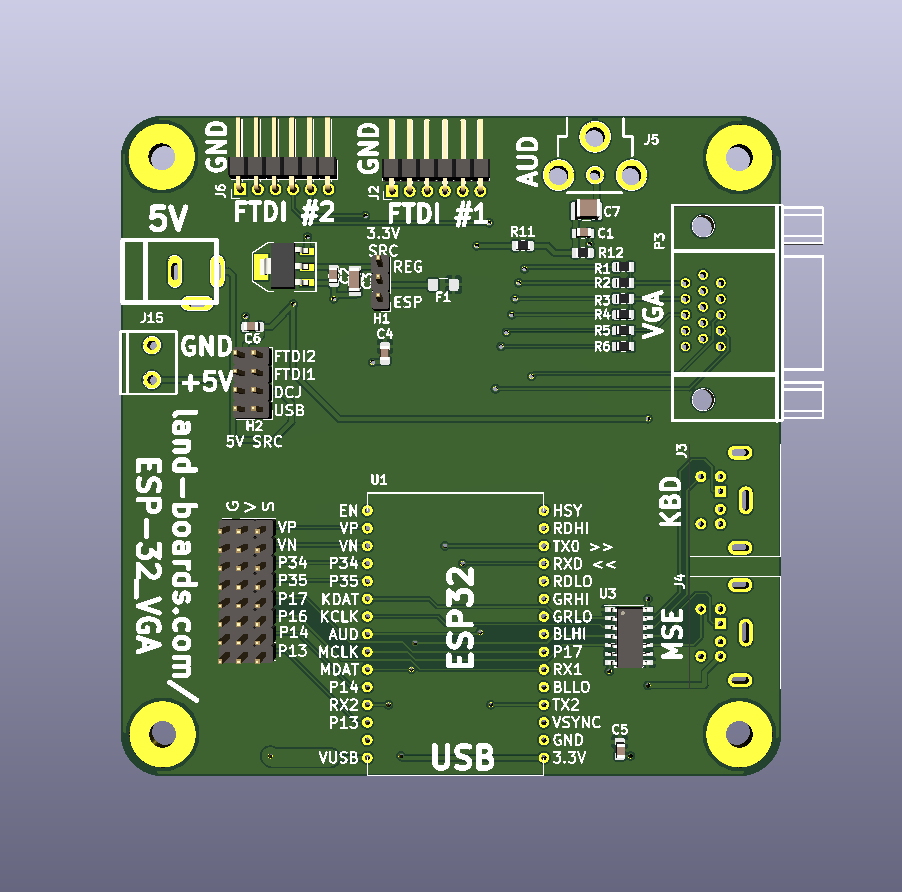 GND
J6
FTDI #2
GND
J2
FTDI #1
AUD
J5
5V
3.3V
SRC
REG
ESP
H1
C2
C3
F1
C4
C7
C1
R11
R12
R1
R2
R3
R4
R5
R6
P3
VGA
J15
GND
+5V
C6
FTDI2
FTDI1
DCJ
USB
H2
5V SRC
land-boards.com/
ESP-32_VGA
G
V
S
VP
VN
P34
P35
P17
P16
P14
P13
U1
EN
VP
VN
P34
P35
KDAT
KCLK
AUD
MCLK
MDAT
P14
RX2
P13
VUSB
ESP32
USB
HSY
RDHI
TX0 >>
RXD <<
RDLO
GRHI
GRLO
BLHI
P17
RX1
BLLO
TX2
VSYNC
GND
3.3V
U3
C5
J3
KBD
J4
MSE